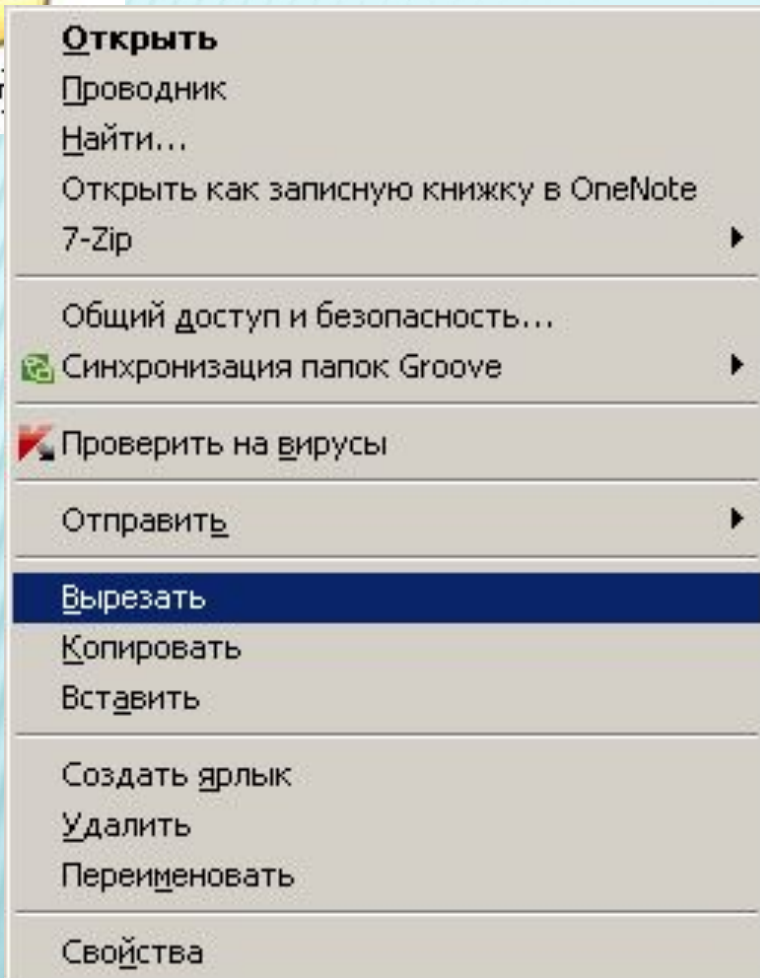 Открыть
Проводник
Найти...
Открыть как записную книжку в OneNote
7-Zip
Общий доступ и безопасность...
Синхронизация папок Groove
Проверить на вирусы
Отправить
Вырезать
Копировать
Вставить
Создать ярлык
Удалить
Переименовать
Свойства